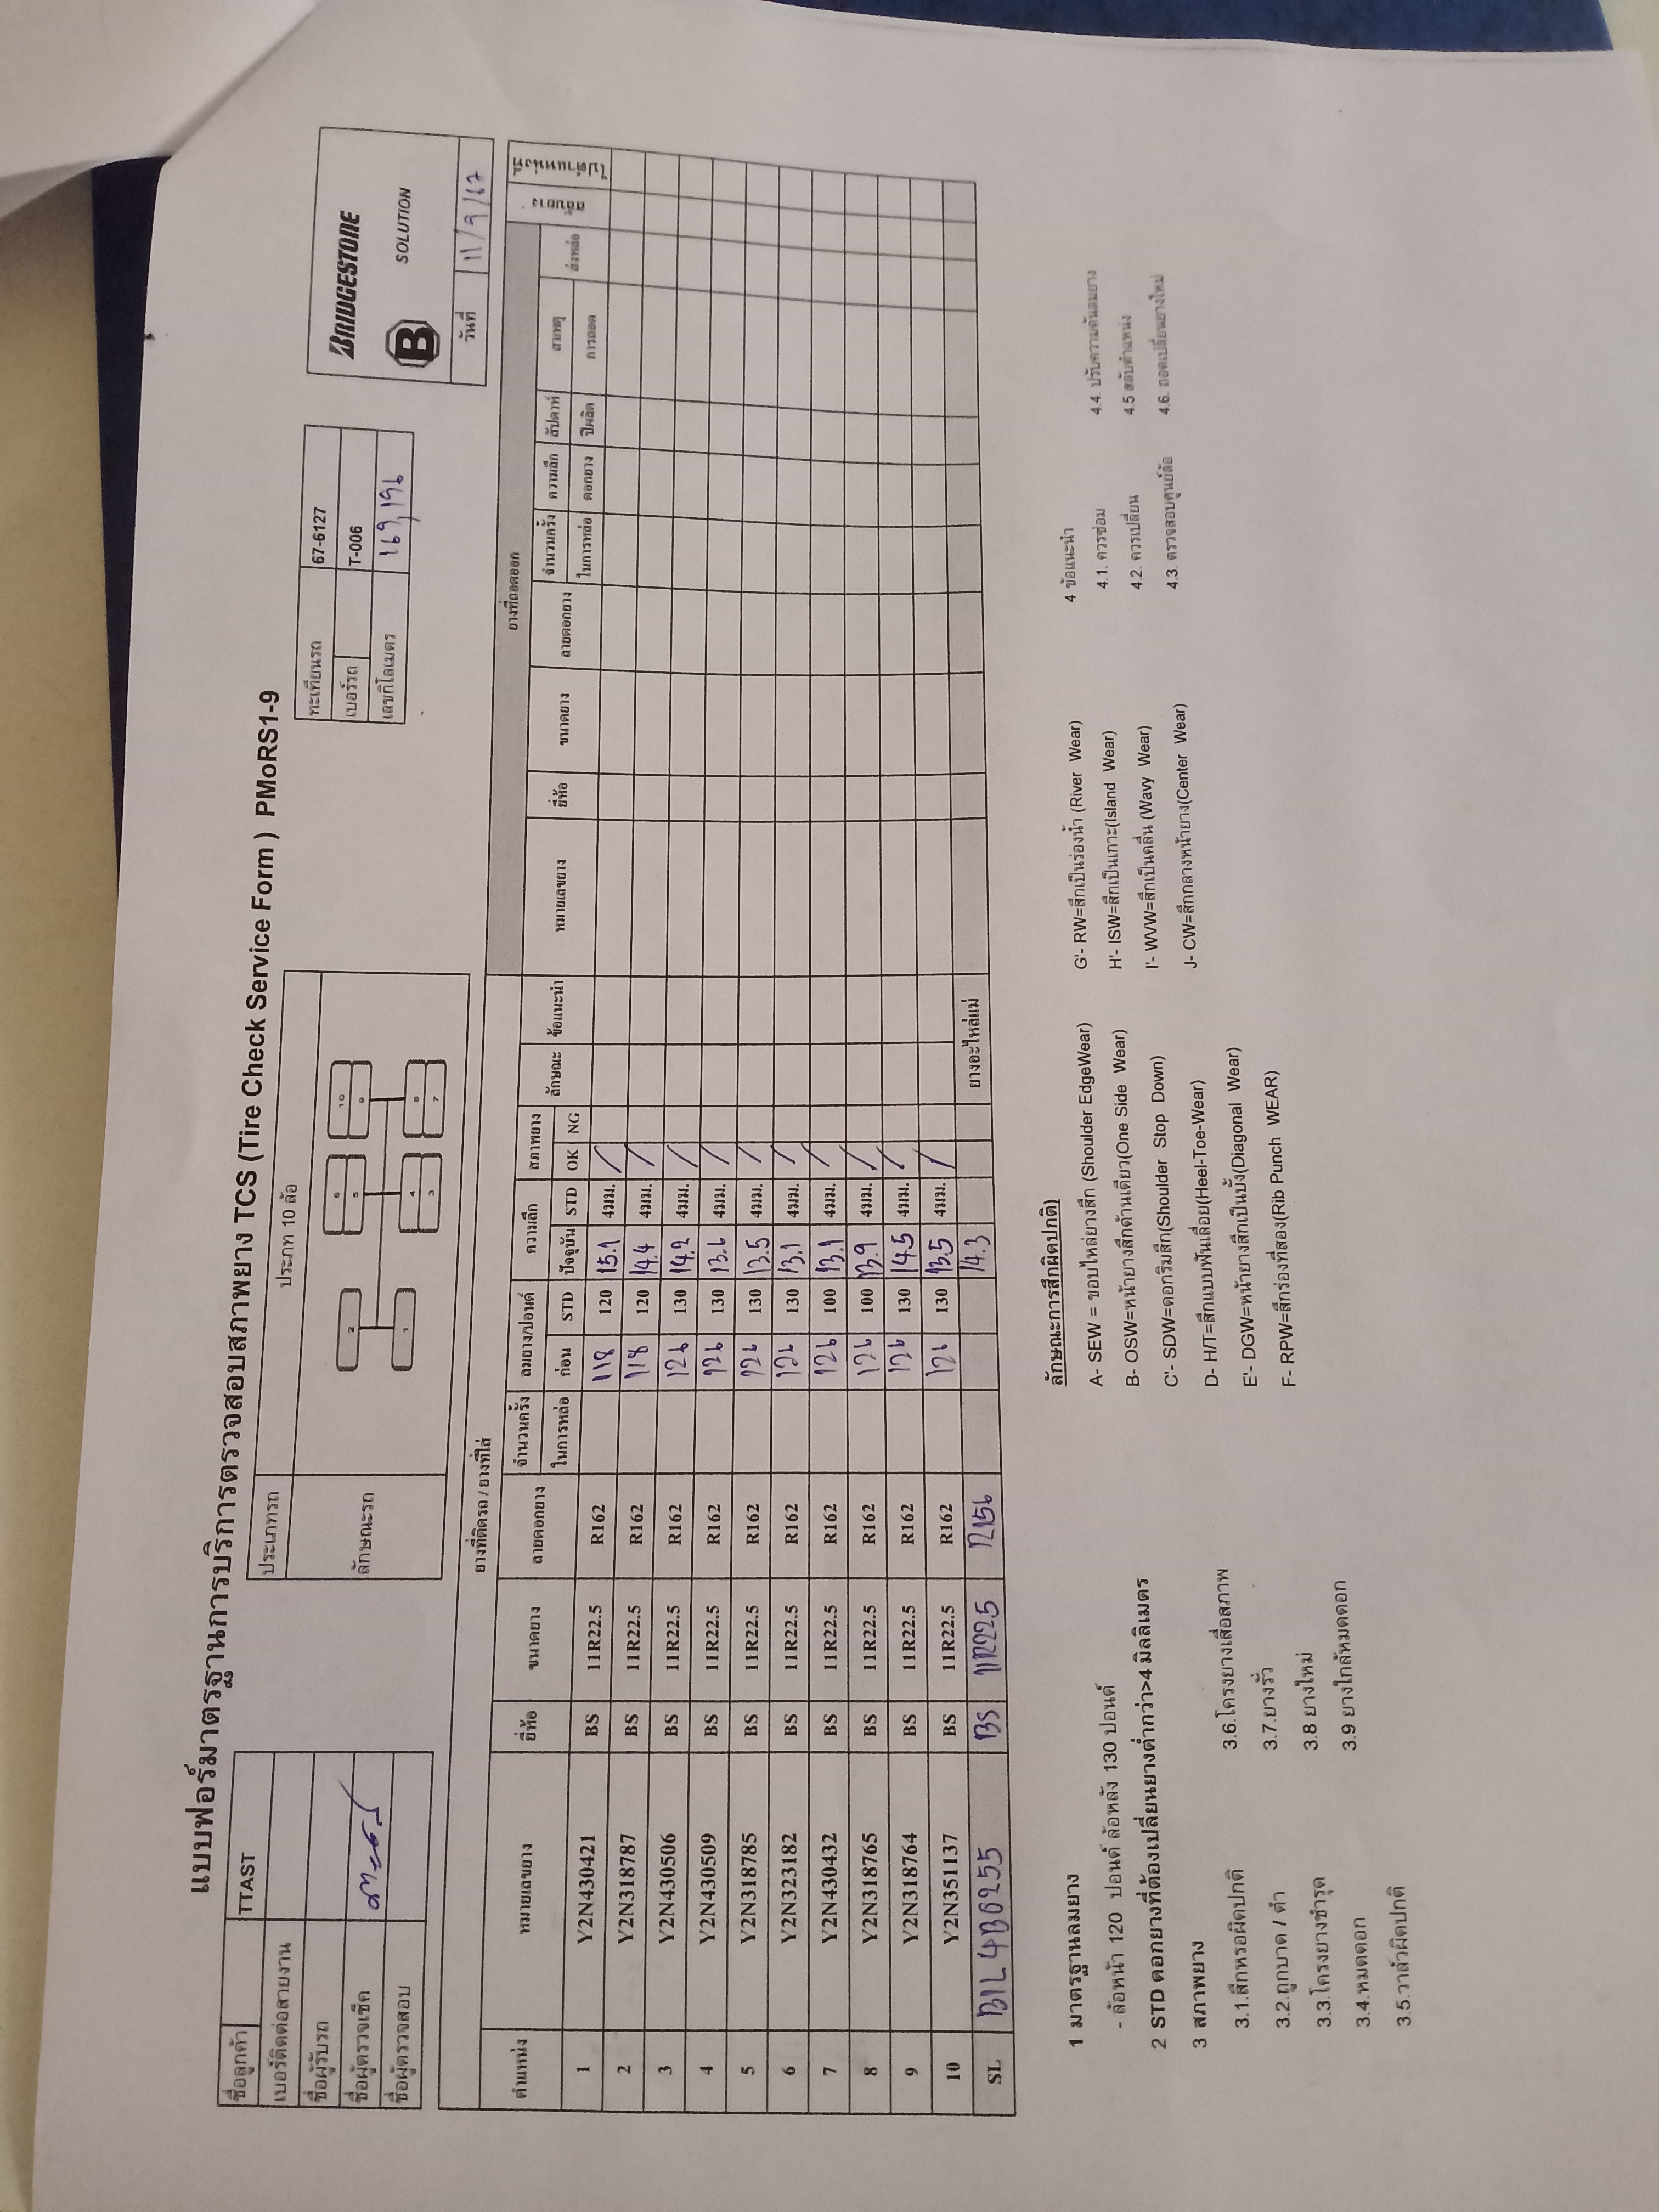 แบบฟอร์มมาตรฐานการบริการตรวจสอบสภาพยาง TCS (Tire Check Service Form ) PMoRS1-9
BRIDGESTONE
B SOLUTION
วันที่ 11/9/67
ชื่อลูกค้า TTAST
เบอร์ติดต่อสายงาน
ชื่อผู้รับรถ
ชื่อผู้ตรวจเช็ค
ชื่อผู้ตรวจสอบ
ประเภทรถ ประเภท 10 ล้อ
ลักษณะรถ
2 6 5 10 9
1 4 3 8 7
ทะเทียนรถ 67-6127
เบอร์รถ T-006
เลขกิโลเมตร 169,196
ยางที่ติดรถ / ยางที่ใส่ ยางที่ถอดออก
ตำแหน่ง หมายเลขยาง ยี่ห้อ ขนาดยาง ลายดอกยาง จำนวนครั้ง ในการหล่อ ลมยาง/ปอนด์ ก่อน STD ความลึก ปัจจุบัน STD สภาพยาง OK NG ลักษณะ ข้อแนะนำ หมายเลขยาง ยี่ห้อ ขนาดยาง ลายดอกยาง จำนวนครั้ง ในการหล่อ ความลึก ดอกยาง สัปดาห์ ปีผลิต สาเหตุ การถอด ส่งหล่อ สลับยาง ไปตำแหน่งที่
1 Y2N430421 BS 11R22.5 R162 118 120 15.1 4มม. /
2 Y2N318787 BS 11R22.5 R162 118 120 14.4 4มม. /
3 Y2N430506 BS 11R22.5 R162 126 130 14.2 4มม. /
4 Y2N430509 BS 11R22.5 R162 126 130 13.6 4มม. /
5 Y2N318785 BS 11R22.5 R162 126 130 13.5 4มม. /
6 Y2N323182 BS 11R22.5 R162 126 130 13.1 4มม. /
7 Y2N430432 BS 11R22.5 R162 126 100 13.1 4มม. /
8 Y2N318765 BS 11R22.5 R162 126 100 13.9 4มม. /
9 Y2N318764 BS 11R22.5 R162 126 130 14.5 4มม. /
10 Y2N351137 BS 11R22.5 R162 126 130 13.5 4มม. /
SL B1L4B0255 BS 11R225 R156 14.3 ยางอะไหล่แม่
1 มาตรฐานลมยาง
- ล้อหน้า 120 ปอนด์ ล้อหลัง 130 ปอนด์
2 STD ดอกยางที่ต้องเปลี่ยนยางต่ำกว่า>4 มิลลิเมตร
3 สภาพยาง
3.1.สึกหรอผิดปกติ
3.2.ถูกบาด / ตำ
3.3.โครงยางชำรุด
3.4.หมดดอก
3.5.วาล์วผิดปกติ
3.6.โครงยางเสื่อสภาพ
3.7.ยางรั่ว
3.8 ยางใหม่
3.9 ยางใกล้หมดดอก
ลักษณะการสึกผิดปกติ)
A- SEW = ขอบไหล่ยางสึก (Shoulder EdgeWear)
B- OSW=หน้ายางสึกด้านเดียว(One Side Wear)
C'- SDW=ดอกริมสึก(Shoulder Stop Down)
D- H/T=สึกแบบฟันเลื่อย(Heel-Toe-Wear)
E'- DGW=หน้ายางสึกเป็นบั้ง(Diagonal Wear)
F- RPW=สึกร่องที่สอง(Rib Punch WEAR)
G'- RW=สึกเป็นร่องน้ำ (River Wear)
H'- ISW=สึกเป็นเกาะ(Island Wear)
I'- WVW=สึกเป็นคลื่น (Wavy Wear)
J- CW=สึกกลางหน้ายาง(Center Wear)
4 ข้อแนะนำ
4.1. ควรซ่อม
4.2. ควรเปลี่ยน
4.3. ตรวจสอบศูนย์ล้อ
4.4. ปรับความดันลมยาง
4.5 สลับตำแหน่ง
4.6. ถอดเปลี่ยนยางใหม่